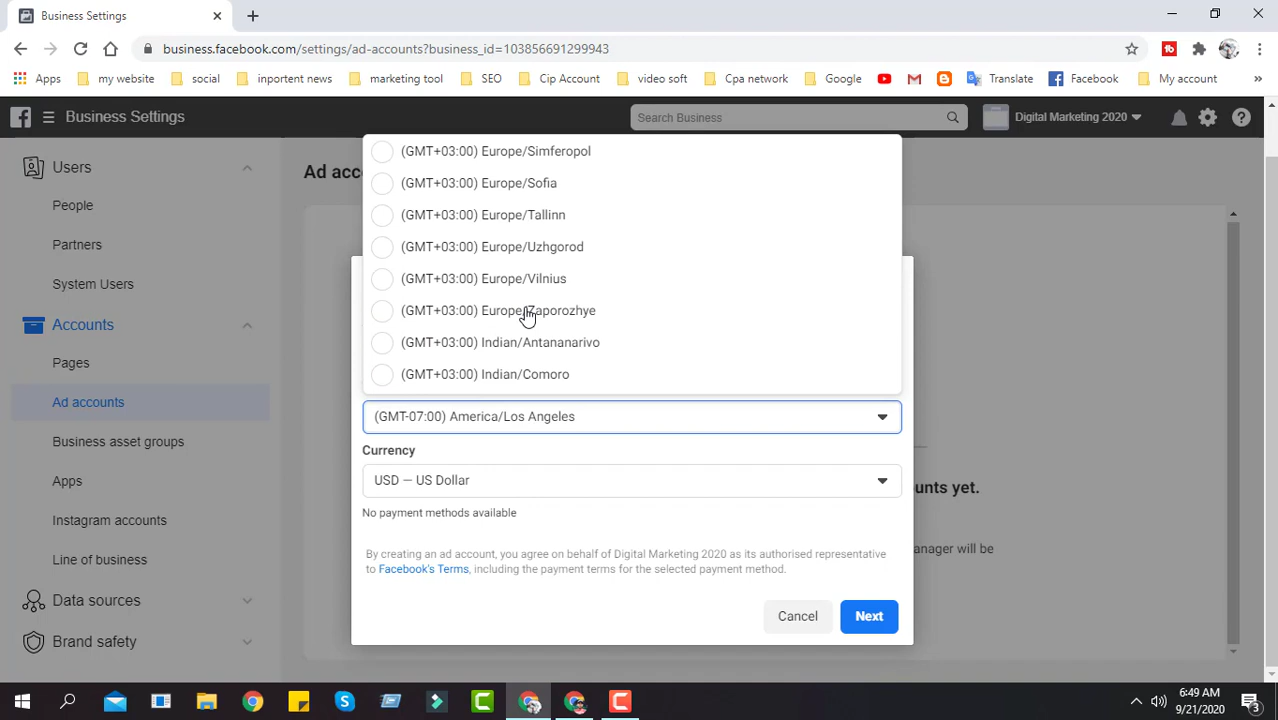 Business Settings
business.facebook.com/settings/ad-accounts?business_id=103856691299943
Apps my website social inportent news marketing tool SEO Cip Account video soft Cpa network Google Translate Facebook My account »
Business Settings
Search Business
Digital Marketing 2020
Users
People
Partners
System Users
Accounts
Pages
Ad accounts
Business asset groups
Apps
Instagram accounts
Line of business
Data sources
Brand safety
Ad acc
(GMT+03:00) Europe/Simferopol
(GMT+03:00) Europe/Sofia
(GMT+03:00) Europe/Tallinn
(GMT+03:00) Europe/Uzhgorod
(GMT+03:00) Europe/Vilnius
(GMT+03:00) Europe/Zaporozhye
(GMT+03:00) Indian/Antananarivo
(GMT+03:00) Indian/Comoro
(GMT-07:00) America/Los Angeles
Currency
USD — US Dollar
No payment methods available
By creating an ad account, you agree on behalf of Digital Marketing 2020 as its authorised representative
to Facebook's Terms, including the payment terms for the selected payment method.
Cancel Next
unts yet.
anager will be
6:49 AM
9/21/2020
3